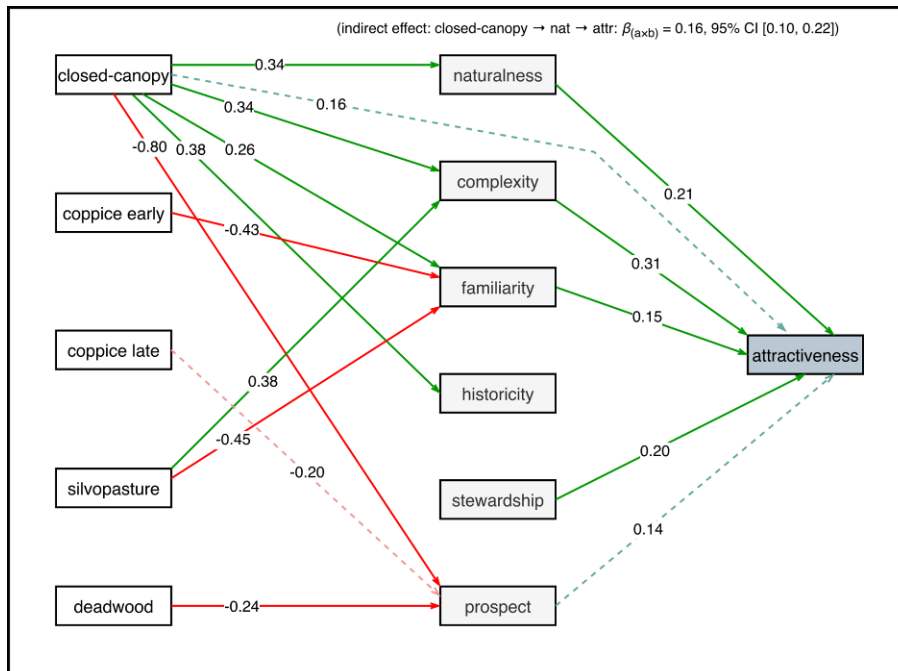 (indirect effect: closed-canopy → nat → attr: β(a×b) = 0.16, 95% CI [0.10, 0.22])
closed-canopy
0.34
naturalness
0.16
0.34
-0.80
0.38
0.26
complexity
0.21
coppice early
-0.43
0.31
familiarity
0.15
coppice late
attractiveness
0.38
historicity
-0.45
-0.20
0.20
silvopasture
stewardship
0.14
deadwood
-0.24
prospect